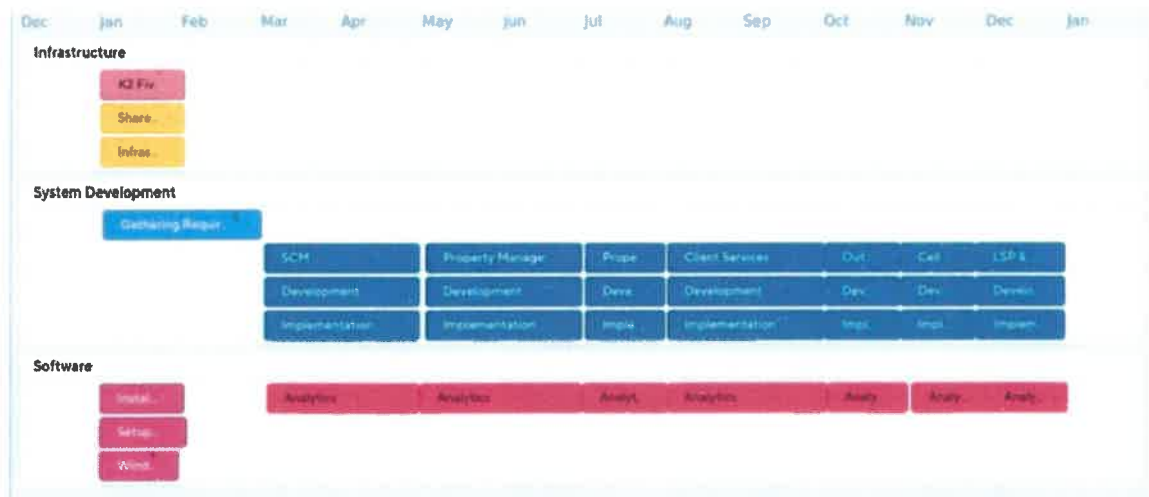 Dec Jan Feb Mar Apr May Jun Jul Aug Sep Oct Nov Dec Jan
Infrastructure
K2 Fiv
Share..
Infras...
System Development
Gathering Requir...
SCM Property Manage Prope Client Services Out Call LSP &
Development Development Deve Development Dev Dev Develo
Implementation Implementation Imple Implementation Impl Impl Implem
Software
Instal... Analytics Analytics Analyt. Analytics Analy Analy.. Analy..
Setup..
Wind..